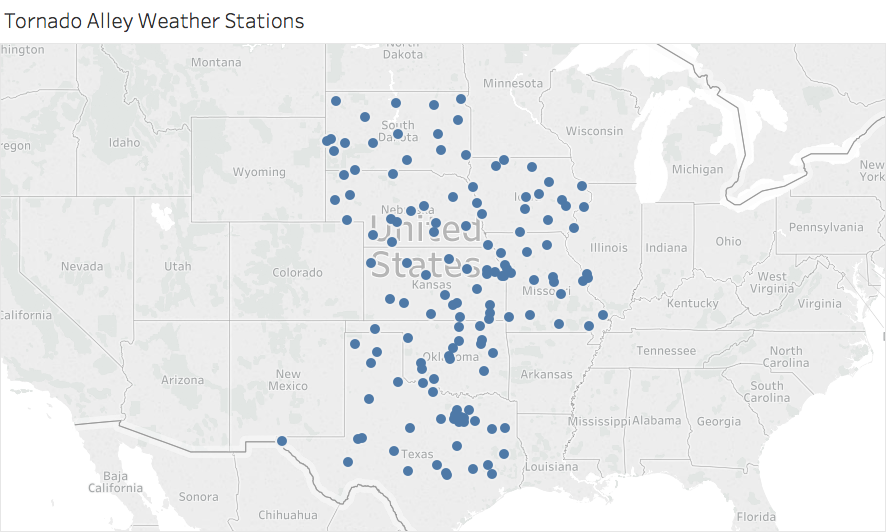 Tornado Alley Weather Stations
hington
Montana
North
Dakota
Minnesota
South
Dakota
Wisconsin
regon
Idaho
Wyoming
Michigan
New
York
Nebraska
United
States
Illinois
Indiana
Ohio
Pennsylvania
Nevada
Utah
Colorado
Kansas
Missouri
West
Virginia
Virginia
Kentucky
California
Arizona
New
Mexico
Oklahoma
Arkansas
Tennessee
North
Carolina
South
Carolina
Mississippi
Alabama
Georgia
Texas
Louisiana
Baja
California
Sonora
Chihuahua
Florida